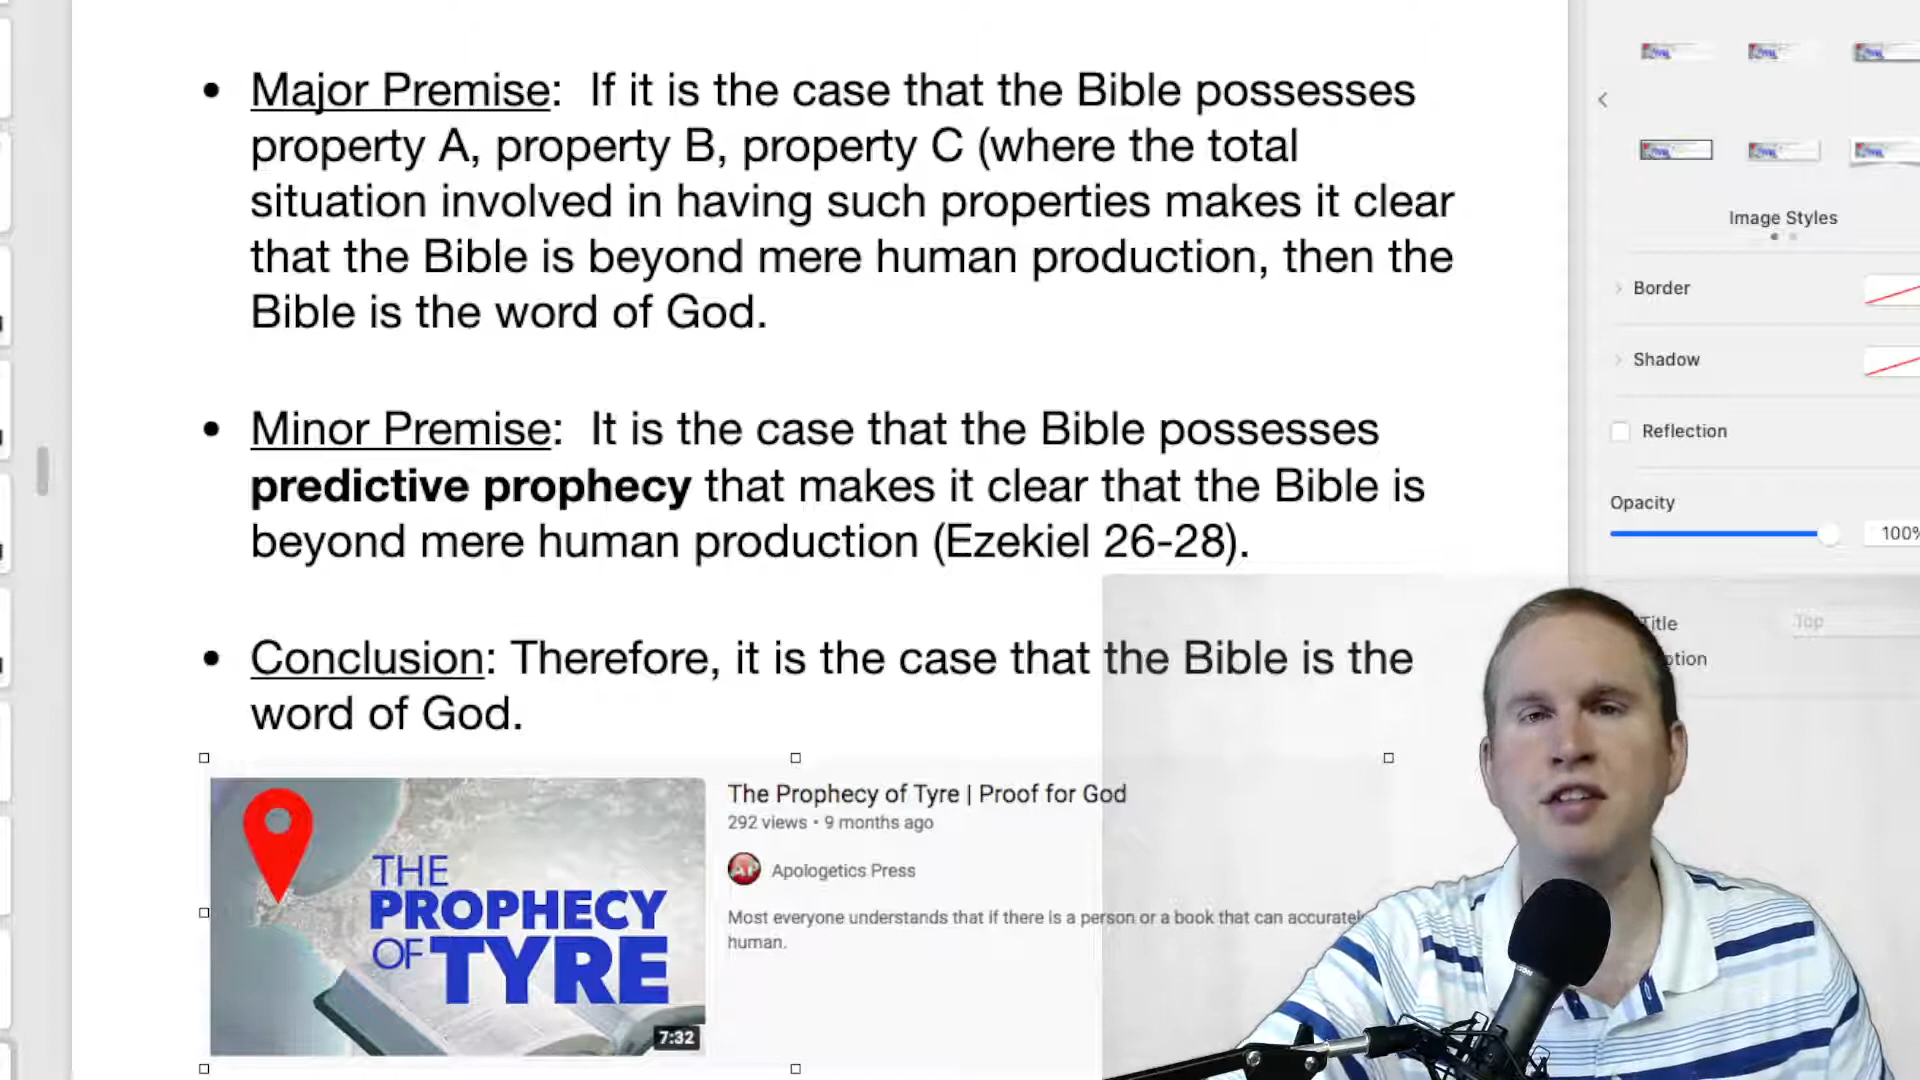 • Major Premise:  If it is the case that the Bible possesses
property A, property B, property C (where the total
situation involved in having such properties makes it clear
that the Bible is beyond mere human production, then the
Bible is the word of God.
• Minor Premise:  It is the case that the Bible possesses
predictive prophecy that makes it clear that the Bible is
beyond mere human production (Ezekiel 26-28).
• Conclusion: Therefore, it is the case that the Bible is the
word of God.
THE
PROPHECY
OF TYRE
7:32
The Prophecy of Tyre | Proof for God
292 views • 9 months ago
AP Apologetics Press
Most everyone understands that if there is a person or a book that can
human.
Image Styles
Border
Shadow
Reflection
Opacity
100%
Title
Top